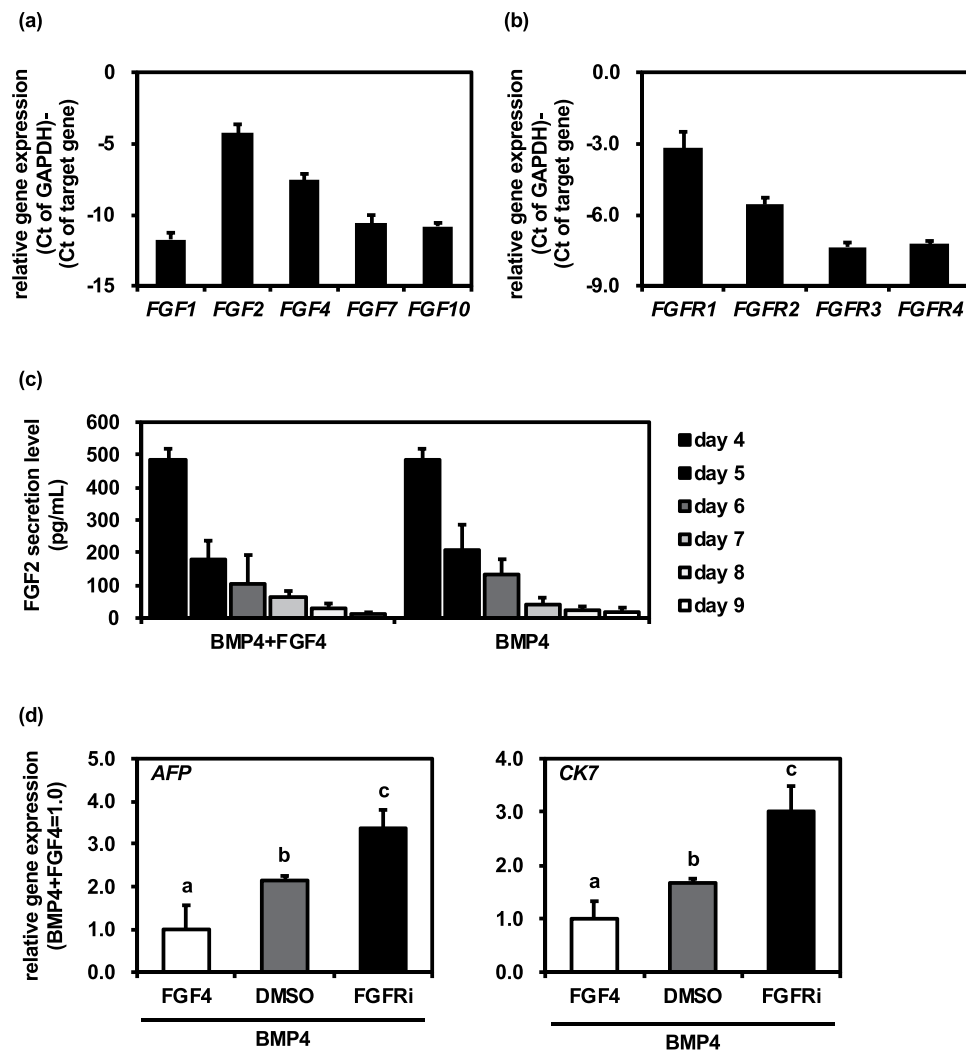 (a)
relative gene expression
(Ct of GAPDH)-
(Ct of target gene)
0
-5
-10
-15
FGF1 FGF2 FGF4 FGF7 FGF10
(b)
relative gene expression
(Ct of GAPDH)-
(Ct of target gene)
0.0
-3.0
-6.0
-9.0
FGFR1 FGFR2 FGFR3 FGFR4
(c)
FGF2 secretion level
(pg/mL)
600
500
400
300
200
100
0
BMP4+FGF4 BMP4
day 4
day 5
day 6
day 7
day 8
day 9
(d)
relative gene expression
(BMP4+FGF4=1.0)
5.0
4.0
3.0
2.0
1.0
0.0
AFP
a
b
c
FGF4 DMSO FGFRi
BMP4
4.0
3.0
2.0
1.0
0.0
CK7
a
b
c
FGF4 DMSO FGFRi
BMP4